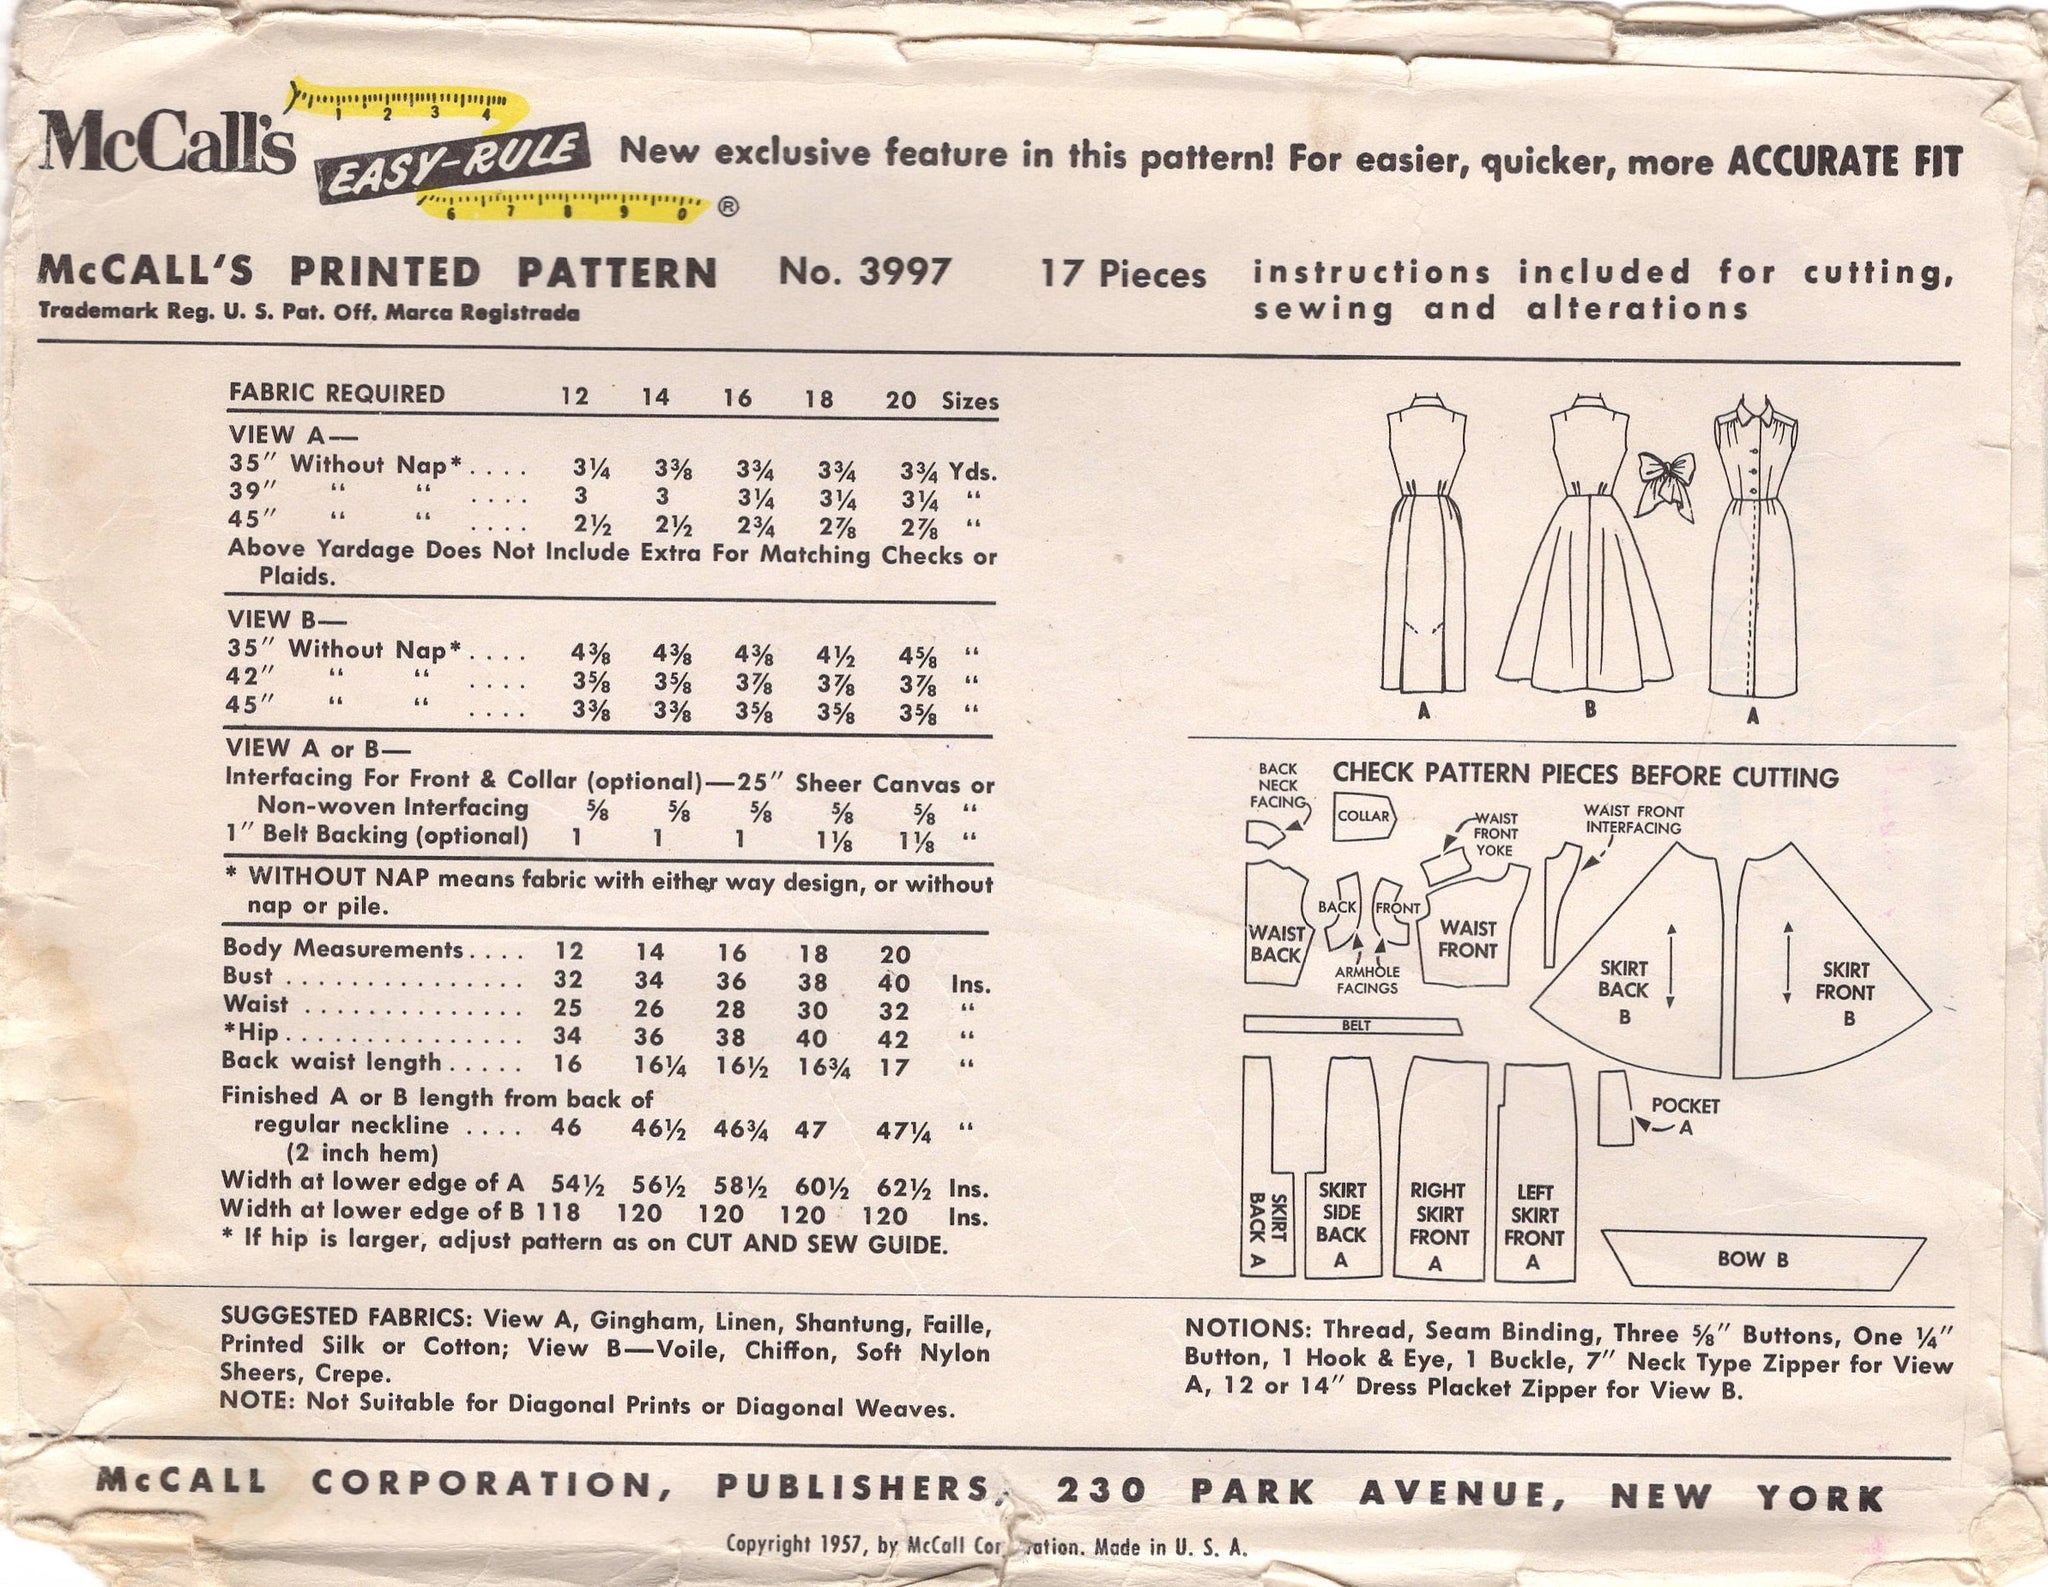 McCall's EASY-RULE ® New exclusive feature in this pattern! For easier, quicker, more ACCURATE FIT
1 2 3 4
6 7 8 9 0
McCALL'S PRINTED PATTERN No. 3997 17 Pieces instructions included for cutting,
sewing and alterations
Trademark Reg. U. S. Pat. Off. Marca Registrada
FABRIC REQUIRED 12 14 16 18 20 Sizes
VIEW A—
35″ Without Nap* .... 3¼ 3⅜ 3¾ 3¾ 3¾ Yds.
39″ “ “ .... 3 3 3¼ 3¼ 3¼ “
45″ “ “ .... 2½ 2½ 2¾ 2⅞ 2⅞ “
Above Yardage Does Not Include Extra For Matching Checks or
Plaids.
VIEW B—
35″ Without Nap* .... 4⅜ 4⅜ 4⅜ 4½ 4⅝ “
42″ “ “ .... 3⅝ 3⅝ 3⅞ 3⅞ 3⅞ “
45″ “ “ .... 3⅜ 3⅜ 3⅝ 3⅝ 3⅝ “
VIEW A or B—
Interfacing For Front & Collar (optional)—25″ Sheer Canvas or
Non-woven Interfacing ⅝ ⅝ ⅝ ⅝ ⅝ “
1″ Belt Backing (optional) 1 1 1 1⅛ 1⅛ “
* WITHOUT NAP means fabric with either way design, or without
nap or pile.
Body Measurements .... 12 14 16 18 20
Bust ................ 32 34 36 38 40 Ins.
Waist .............. 25 26 28 30 32 “
*Hip ................ 34 36 38 40 42 “
Back waist length ..... 16 16¼ 16½ 16¾ 17 “
Finished A or B length from back of
regular neckline .... 46 46½ 46¾ 47 47¼ “
(2 inch hem)
Width at lower edge of A 54½ 56½ 58½ 60½ 62½ Ins.
Width at lower edge of B 118 120 120 120 120 Ins.
* If hip is larger, adjust pattern as on CUT AND SEW GUIDE.
A B A
CHECK PATTERN PIECES BEFORE CUTTING
BACK
NECK
FACING
COLLAR
WAIST
FRONT
YOKE
WAIST FRONT
INTERFACING
WAIST
BACK
BACK
FRONT
ARMHOLE
FACINGS
WAIST
FRONT
SKIRT
BACK
B
SKIRT
FRONT
B
BELT
SKIRT
BACK A
SKIRT
SIDE
BACK
A
RIGHT
SKIRT
FRONT
A
LEFT
SKIRT
FRONT
A
POCKET
A
BOW B
SUGGESTED FABRICS: View A, Gingham, Linen, Shantung, Faille,
Printed Silk or Cotton; View B—Voile, Chiffon, Soft Nylon
Sheers, Crepe.
NOTE: Not Suitable for Diagonal Prints or Diagonal Weaves.
NOTIONS: Thread, Seam Binding, Three ⅝″ Buttons, One ¼″
Button, 1 Hook & Eye, 1 Buckle, 7″ Neck Type Zipper for View
A, 12 or 14″ Dress Placket Zipper for View B.
McCALL CORPORATION, PUBLISHERS, 230 PARK AVENUE, NEW YORK
Copyright 1957, by McCall Cor ation. Made in U. S. A.